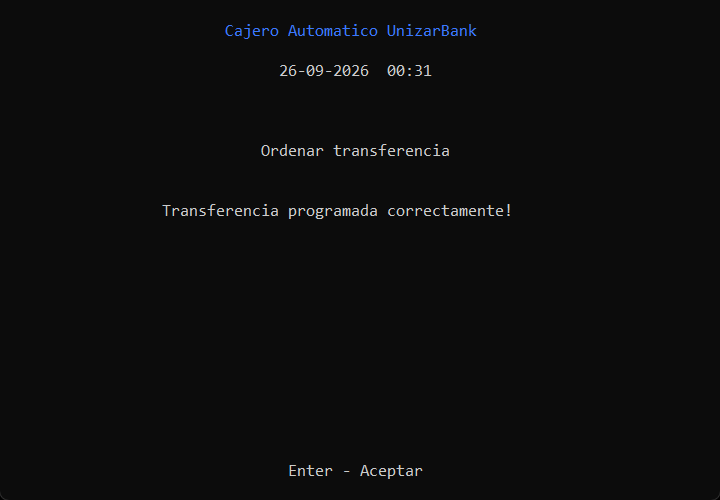 Cajero Automatico UnizarBank
26-09-2026  00:31
Ordenar transferencia
Transferencia programada correctamente!
Enter - Aceptar